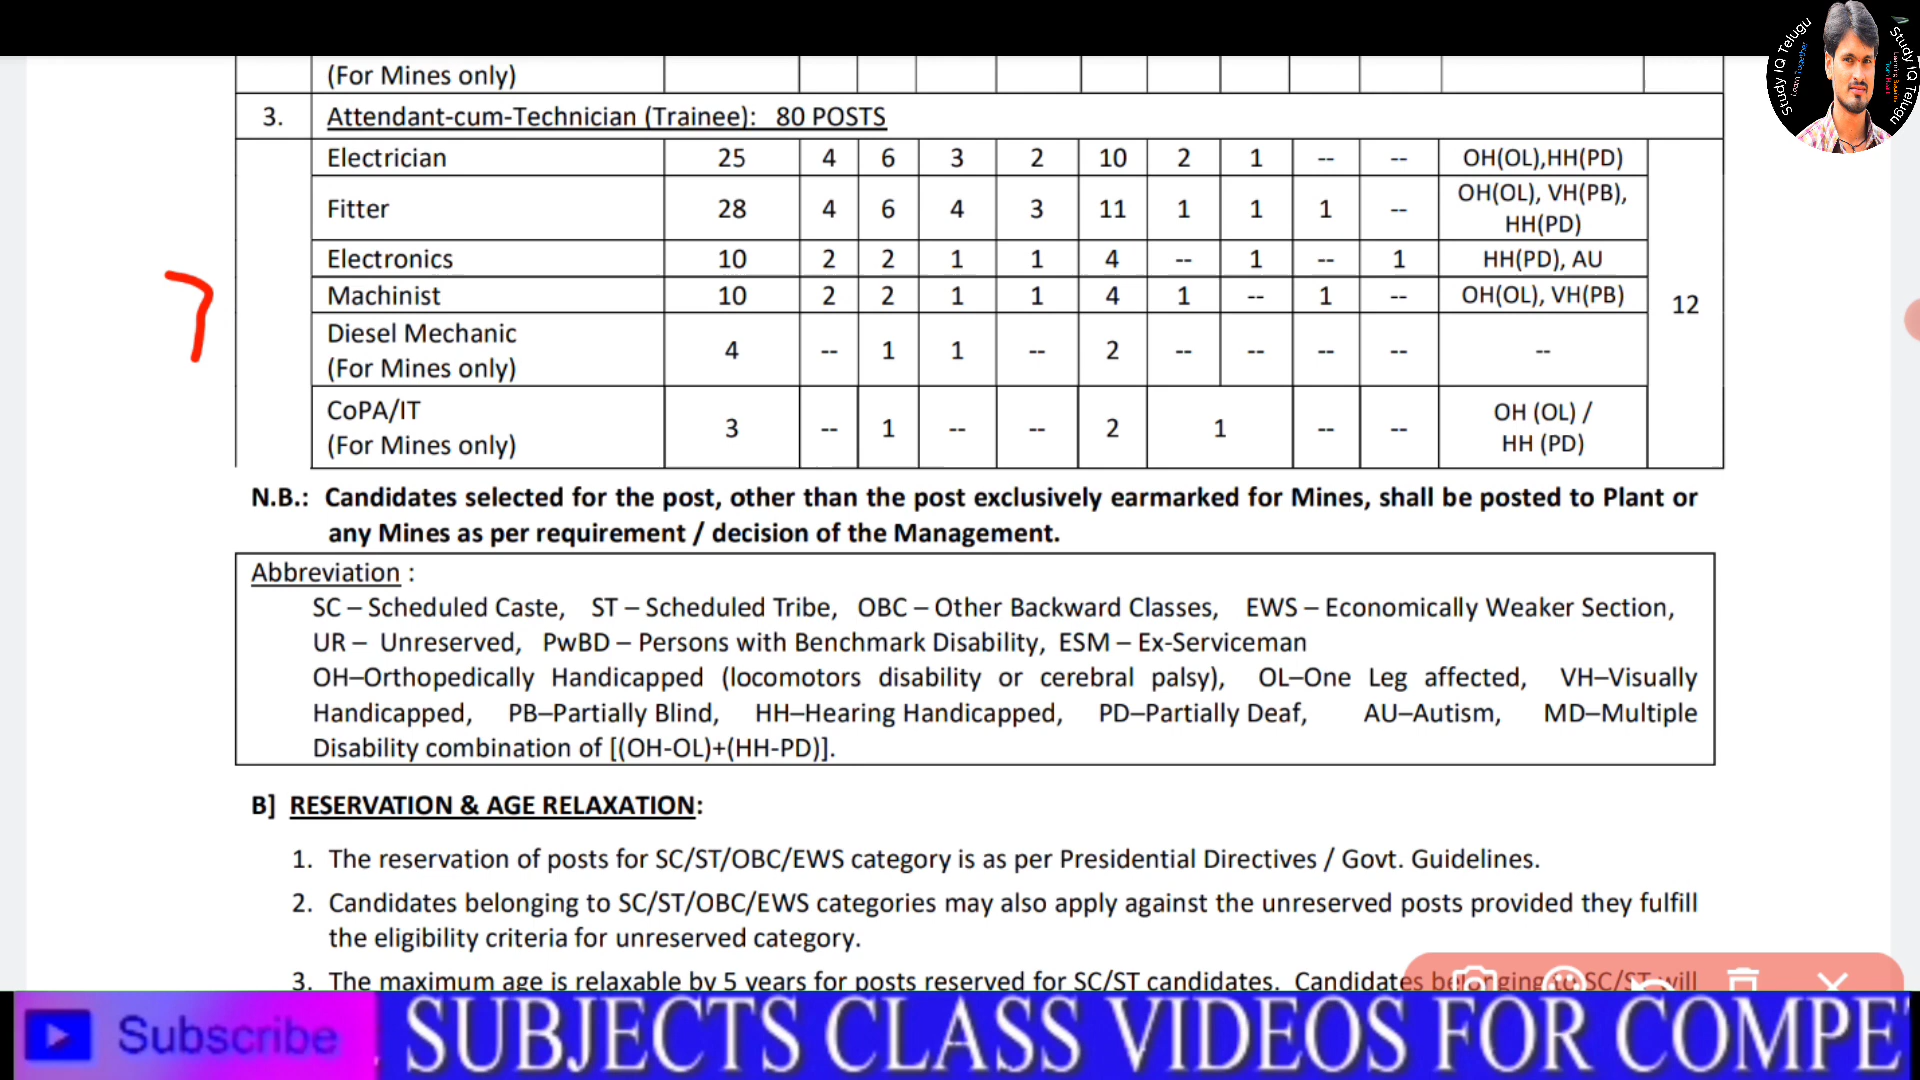 (For Mines only)
3. Attendant-cum-Technician (Trainee): 80 POSTS
Electrician 25 4 6 3 2 10 2 1 -- -- OH(OL),HH(PD)
Fitter 28 4 6 4 3 11 1 1 1 -- OH(OL), VH(PB), HH(PD)
Electronics 10 2 2 1 1 4 -- 1 -- 1 HH(PD), AU
Machinist 10 2 2 1 1 4 1 -- 1 -- OH(OL), VH(PB)
12
Diesel Mechanic (For Mines only) 4 -- 1 1 -- 2 -- -- -- -- --
CoPA/IT (For Mines only) 3 -- 1 -- -- 2 1 -- -- OH (OL) / HH (PD)
N.B.: Candidates selected for the post, other than the post exclusively earmarked for Mines, shall be posted to Plant or
any Mines as per requirement / decision of the Management.
Abbreviation :
SC – Scheduled Caste, ST – Scheduled Tribe, OBC – Other Backward Classes, EWS – Economically Weaker Section,
UR – Unreserved, PwBD – Persons with Benchmark Disability, ESM – Ex-Serviceman
OH–Orthopedically Handicapped (locomotors disability or cerebral palsy), OL–One Leg affected, VH–Visually
Handicapped, PB–Partially Blind, HH–Hearing Handicapped, PD–Partially Deaf, AU–Autism, MD–Multiple
Disability combination of [(OH-OL)+(HH-PD)].
B] RESERVATION & AGE RELAXATION:
1. The reservation of posts for SC/ST/OBC/EWS category is as per Presidential Directives / Govt. Guidelines.
2. Candidates belonging to SC/ST/OBC/EWS categories may also apply against the unreserved posts provided they fulfill
the eligibility criteria for unreserved category.
3. The maximum age is relaxable by 5 years for posts reserved for SC/ST candidates. Candidates belonging to SC/ST will
Subscribe
SUBJECTS CLASS VIDEOS FOR COMPE
Study IQ Telugu
Learn Together
Study IQ Telugu